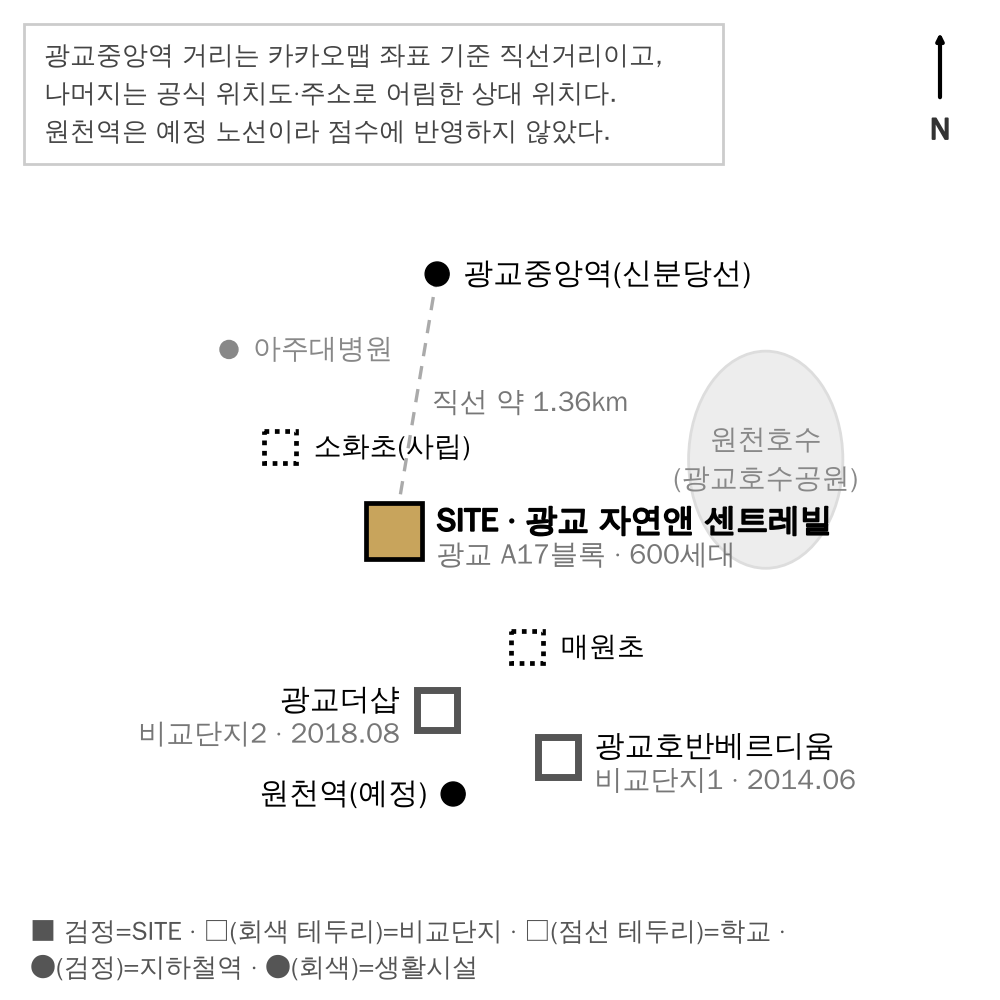 광교중앙역 거리는 카카오맵 좌표 기준 직선거리이고,
나머지는 공식 위치도·주소로 어림한 상대 위치다.
원천역은 예정 노선이라 점수에 반영하지 않았다.
N
광교중앙역(신분당선)
아주대병원
직선 약 1.36km
소화초(사립)
원천호수
(광교호수공원)
SITE · 광교 자연앤 센트레빌
광교 A17블록 · 600세대
매원초
광교더샵
비교단지2 · 2018.08
광교호반베르디움
비교단지1 · 2014.06
원천역(예정)
■ 검정=SITE · □(회색 테두리)=비교단지 · □(점선 테두리)=학교 ·
●(검정)=지하철역 · ●(회색)=생활시설